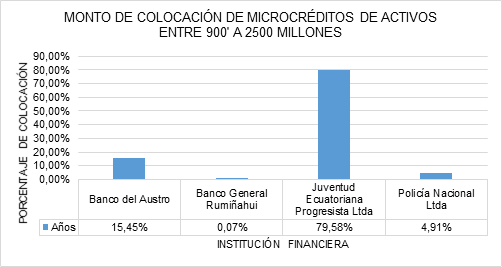 MONTO DE COLOCACIÓN DE MICROCRÉDITOS DE ACTIVOS
ENTRE 900' A 2500 MILLONES
PORCENTAJE DE COLOCACIÓN
90,00%
80,00%
70,00%
60,00%
50,00%
40,00%
30,00%
20,00%
10,00%
0,00%
Banco del Austro
Banco General
Rumiñahui
Juventud
Ecuatoriana
Progresista Ltda
Policía Nacional
Ltda
Años 15,45% 0,07% 79,58% 4,91%
INSTITUCIÓN FINANCIERA